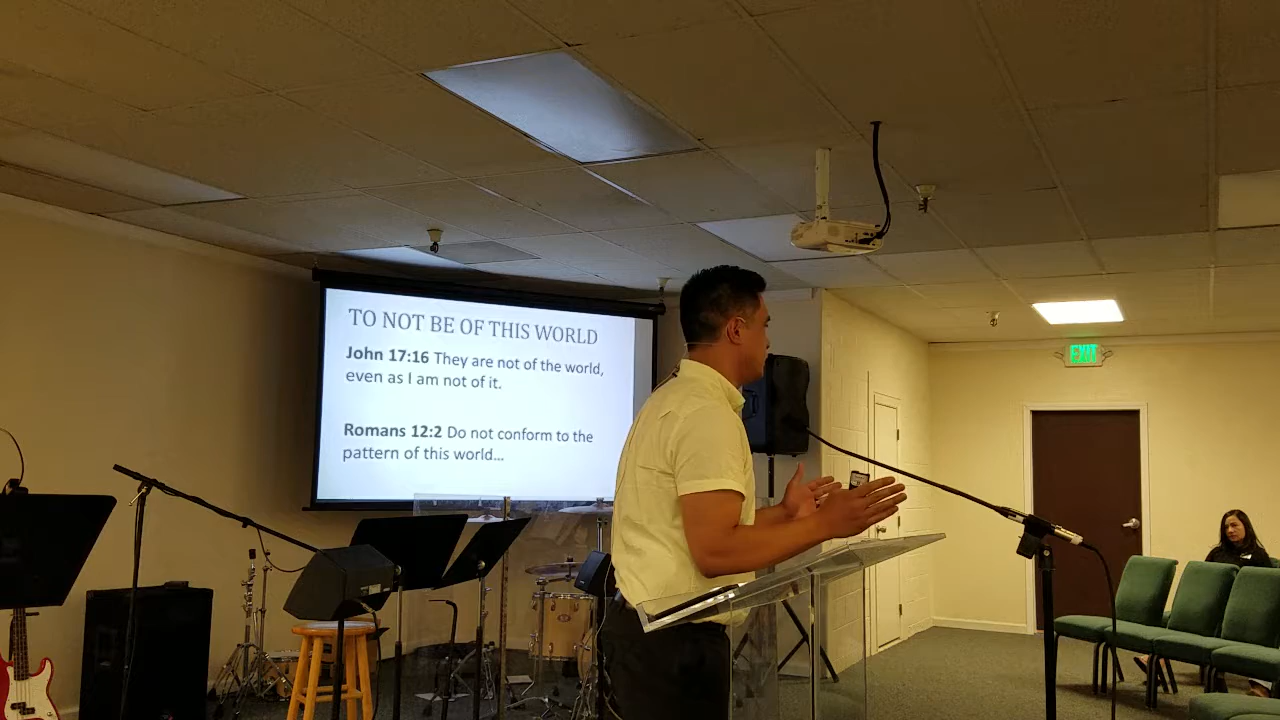 TO NOT BE OF THIS WORLD
John 17:16 They are not of the world,
even as I am not of it.
Romans 12:2 Do not conform to the
pattern of this world...
EXIT